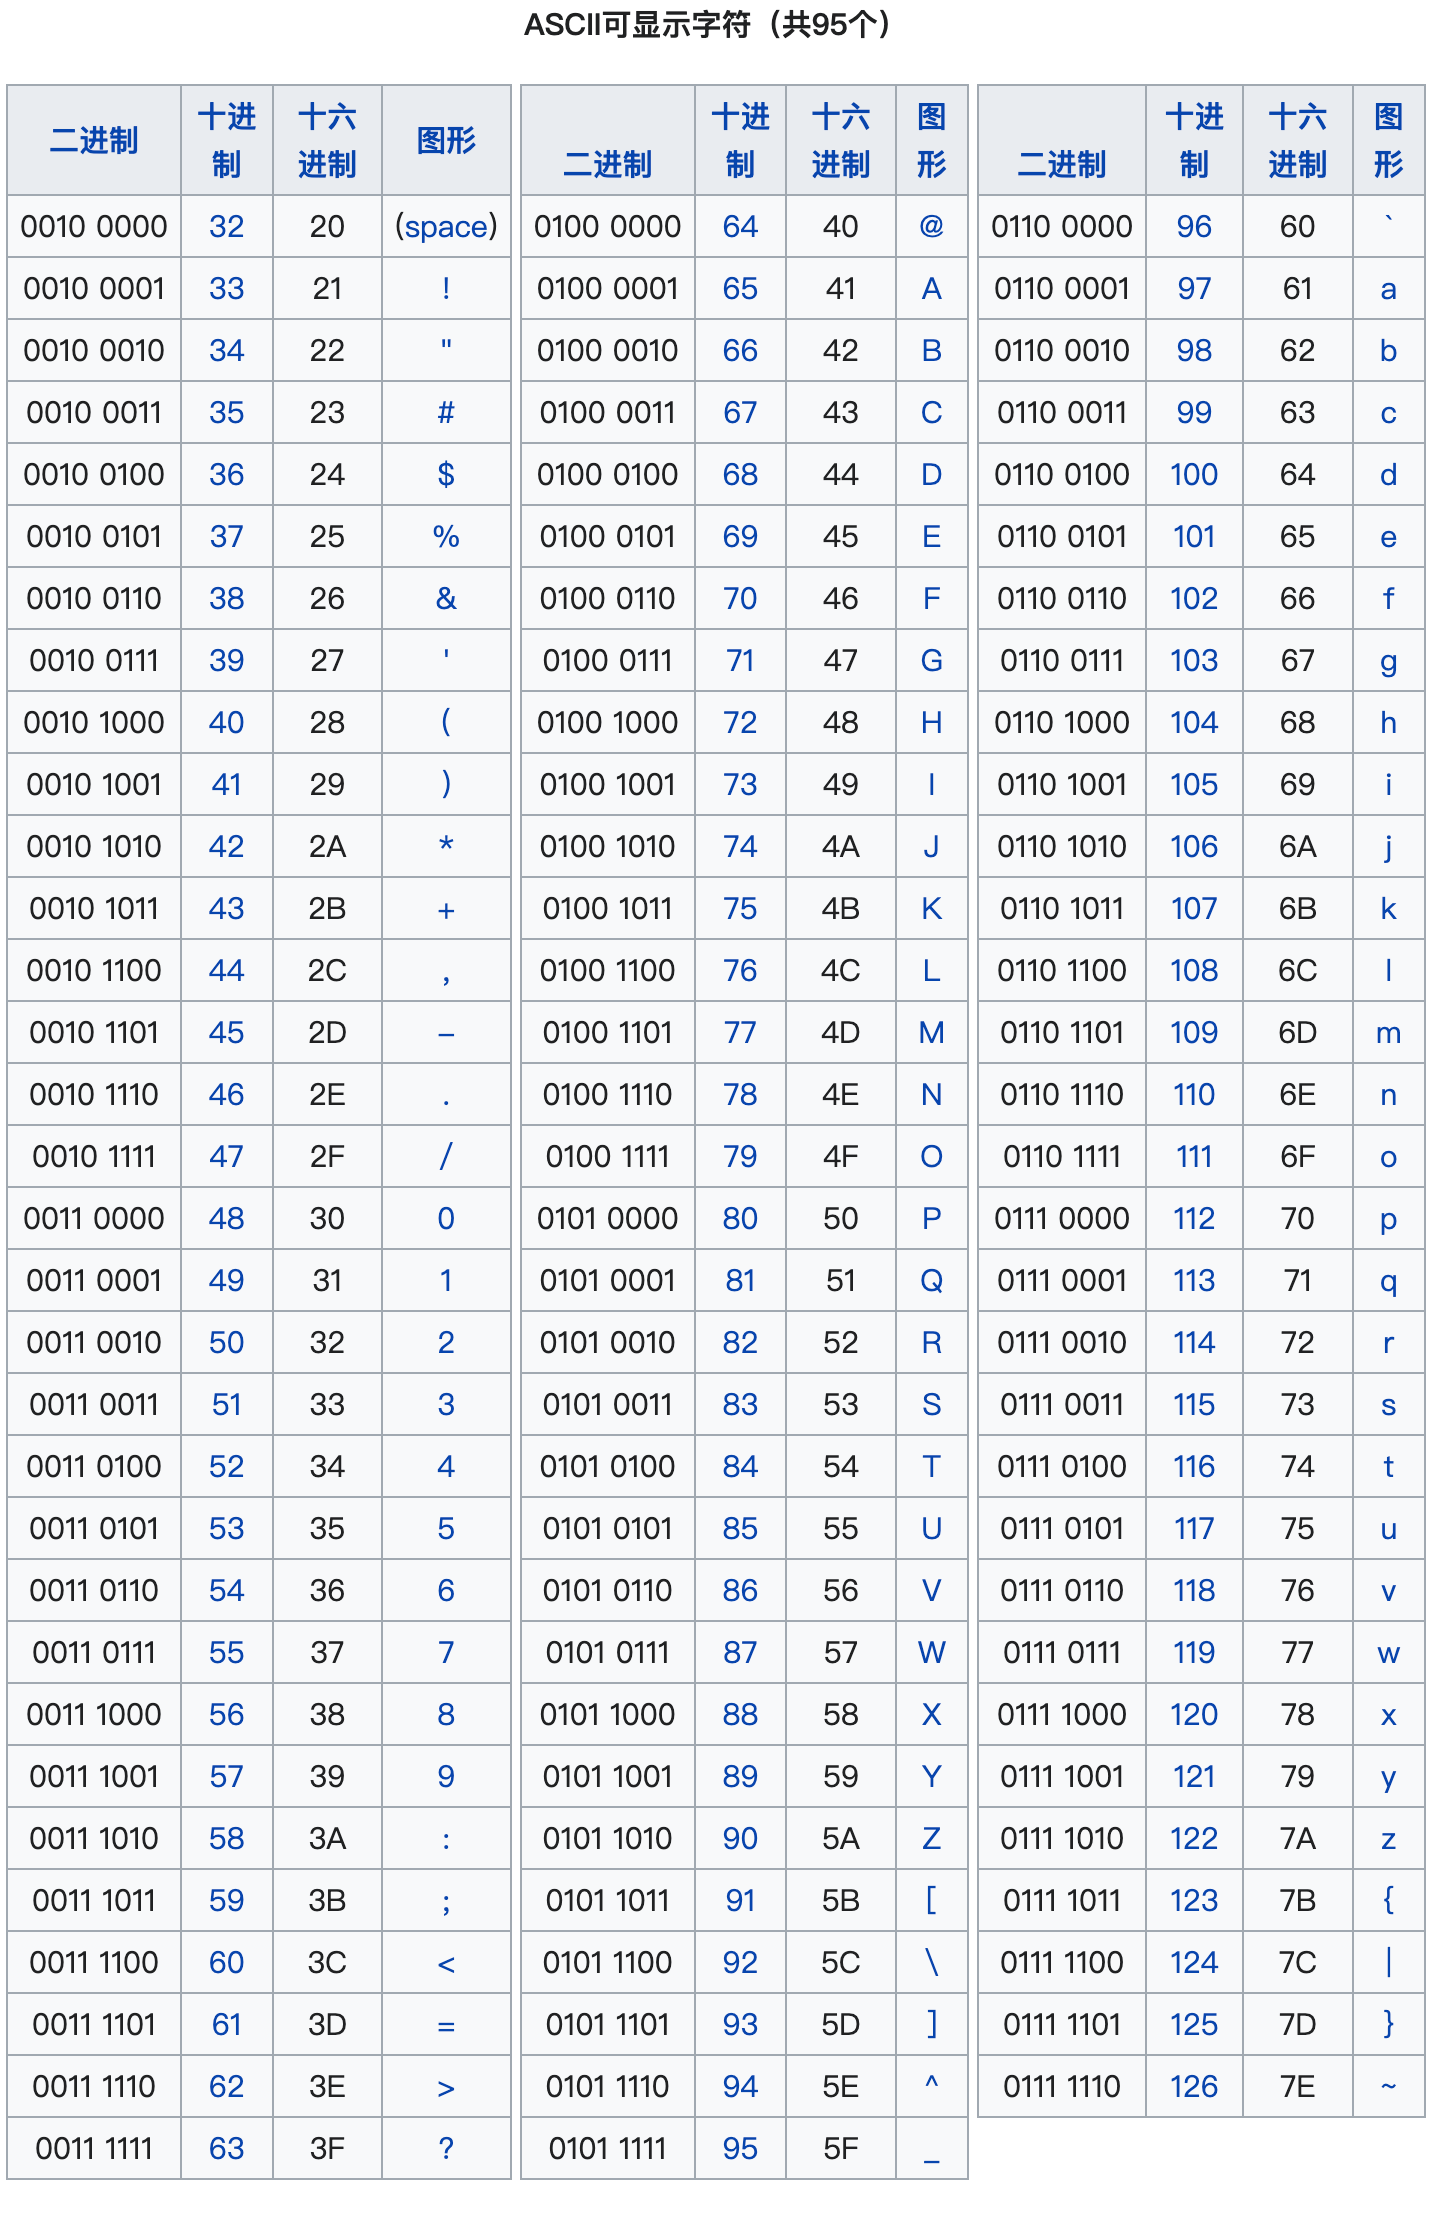 ASCII可显示字符（共95个）
二进制 十进制 十六进制 图形
0010 0000 32 20 (space)
0010 0001 33 21 !
0010 0010 34 22 "
0010 0011 35 23 #
0010 0100 36 24 $
0010 0101 37 25 %
0010 0110 38 26 &
0010 0111 39 27 '
0010 1000 40 28 (
0010 1001 41 29 )
0010 1010 42 2A *
0010 1011 43 2B +
0010 1100 44 2C ,
0010 1101 45 2D –
0010 1110 46 2E .
0010 1111 47 2F /
0011 0000 48 30 0
0011 0001 49 31 1
0011 0010 50 32 2
0011 0011 51 33 3
0011 0100 52 34 4
0011 0101 53 35 5
0011 0110 54 36 6
0011 0111 55 37 7
0011 1000 56 38 8
0011 1001 57 39 9
0011 1010 58 3A :
0011 1011 59 3B ;
0011 1100 60 3C <
0011 1101 61 3D =
0011 1110 62 3E >
0011 1111 63 3F ?
二进制 十进制 十六进制 图形
0100 0000 64 40 @
0100 0001 65 41 A
0100 0010 66 42 B
0100 0011 67 43 C
0100 0100 68 44 D
0100 0101 69 45 E
0100 0110 70 46 F
0100 0111 71 47 G
0100 1000 72 48 H
0100 1001 73 49 I
0100 1010 74 4A J
0100 1011 75 4B K
0100 1100 76 4C L
0100 1101 77 4D M
0100 1110 78 4E N
0100 1111 79 4F O
0101 0000 80 50 P
0101 0001 81 51 Q
0101 0010 82 52 R
0101 0011 83 53 S
0101 0100 84 54 T
0101 0101 85 55 U
0101 0110 86 56 V
0101 0111 87 57 W
0101 1000 88 58 X
0101 1001 89 59 Y
0101 1010 90 5A Z
0101 1011 91 5B [
0101 1100 92 5C \
0101 1101 93 5D ]
0101 1110 94 5E ^
0101 1111 95 5F _
二进制 十进制 十六进制 图形
0110 0000 96 60 `
0110 0001 97 61 a
0110 0010 98 62 b
0110 0011 99 63 c
0110 0100 100 64 d
0110 0101 101 65 e
0110 0110 102 66 f
0110 0111 103 67 g
0110 1000 104 68 h
0110 1001 105 69 i
0110 1010 106 6A j
0110 1011 107 6B k
0110 1100 108 6C l
0110 1101 109 6D m
0110 1110 110 6E n
0110 1111 111 6F o
0111 0000 112 70 p
0111 0001 113 71 q
0111 0010 114 72 r
0111 0011 115 73 s
0111 0100 116 74 t
0111 0101 117 75 u
0111 0110 118 76 v
0111 0111 119 77 w
0111 1000 120 78 x
0111 1001 121 79 y
0111 1010 122 7A z
0111 1011 123 7B {
0111 1100 124 7C |
0111 1101 125 7D }
0111 1110 126 7E ~